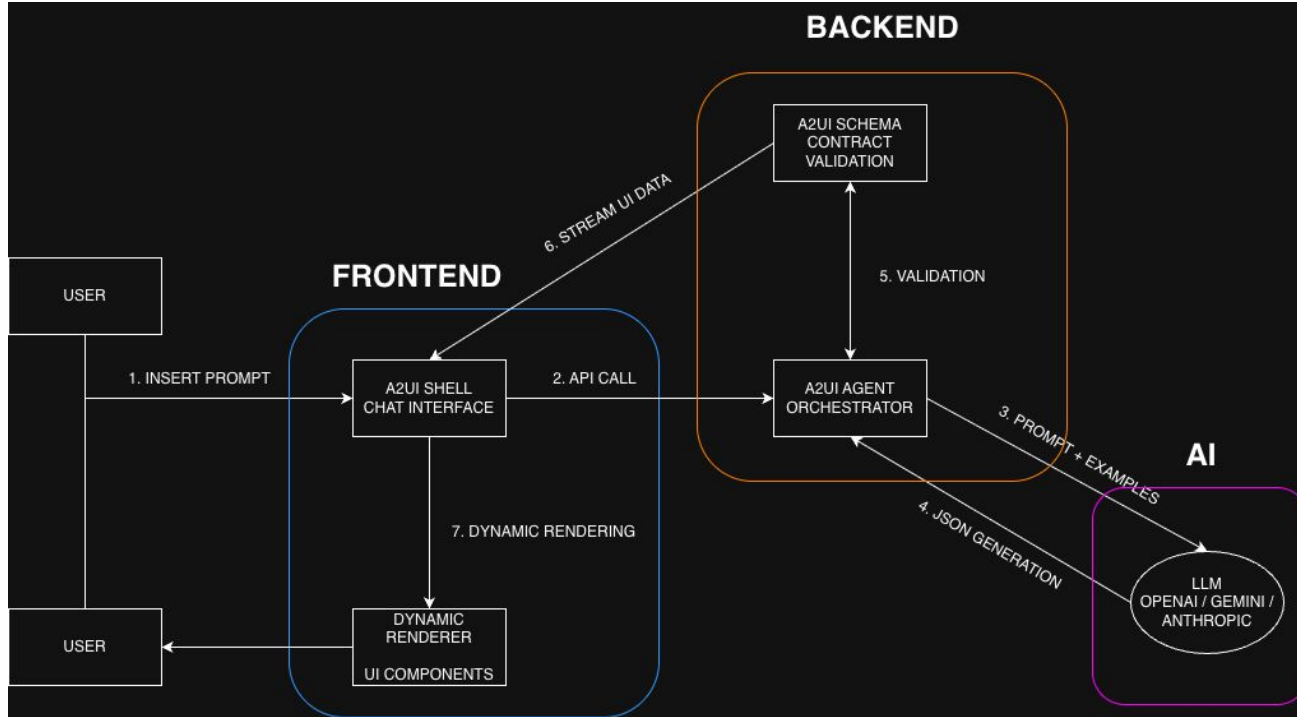 BACKEND
A2UI SCHEMA
CONTRACT
VALIDATION
6. STREAM UI DATA
FRONTEND
5. VALIDATION
USER
1. INSERT PROMPT
A2UI SHELL
CHAT INTERFACE
2. API CALL
A2UI AGENT
ORCHESTRATOR
3. PROMPT + EXAMPLES
AI
4. JSON GENERATION
7. DYNAMIC RENDERING
LLM
OPENAI / GEMINI /
ANTHROPIC
USER
DYNAMIC
RENDERER
UI COMPONENTS